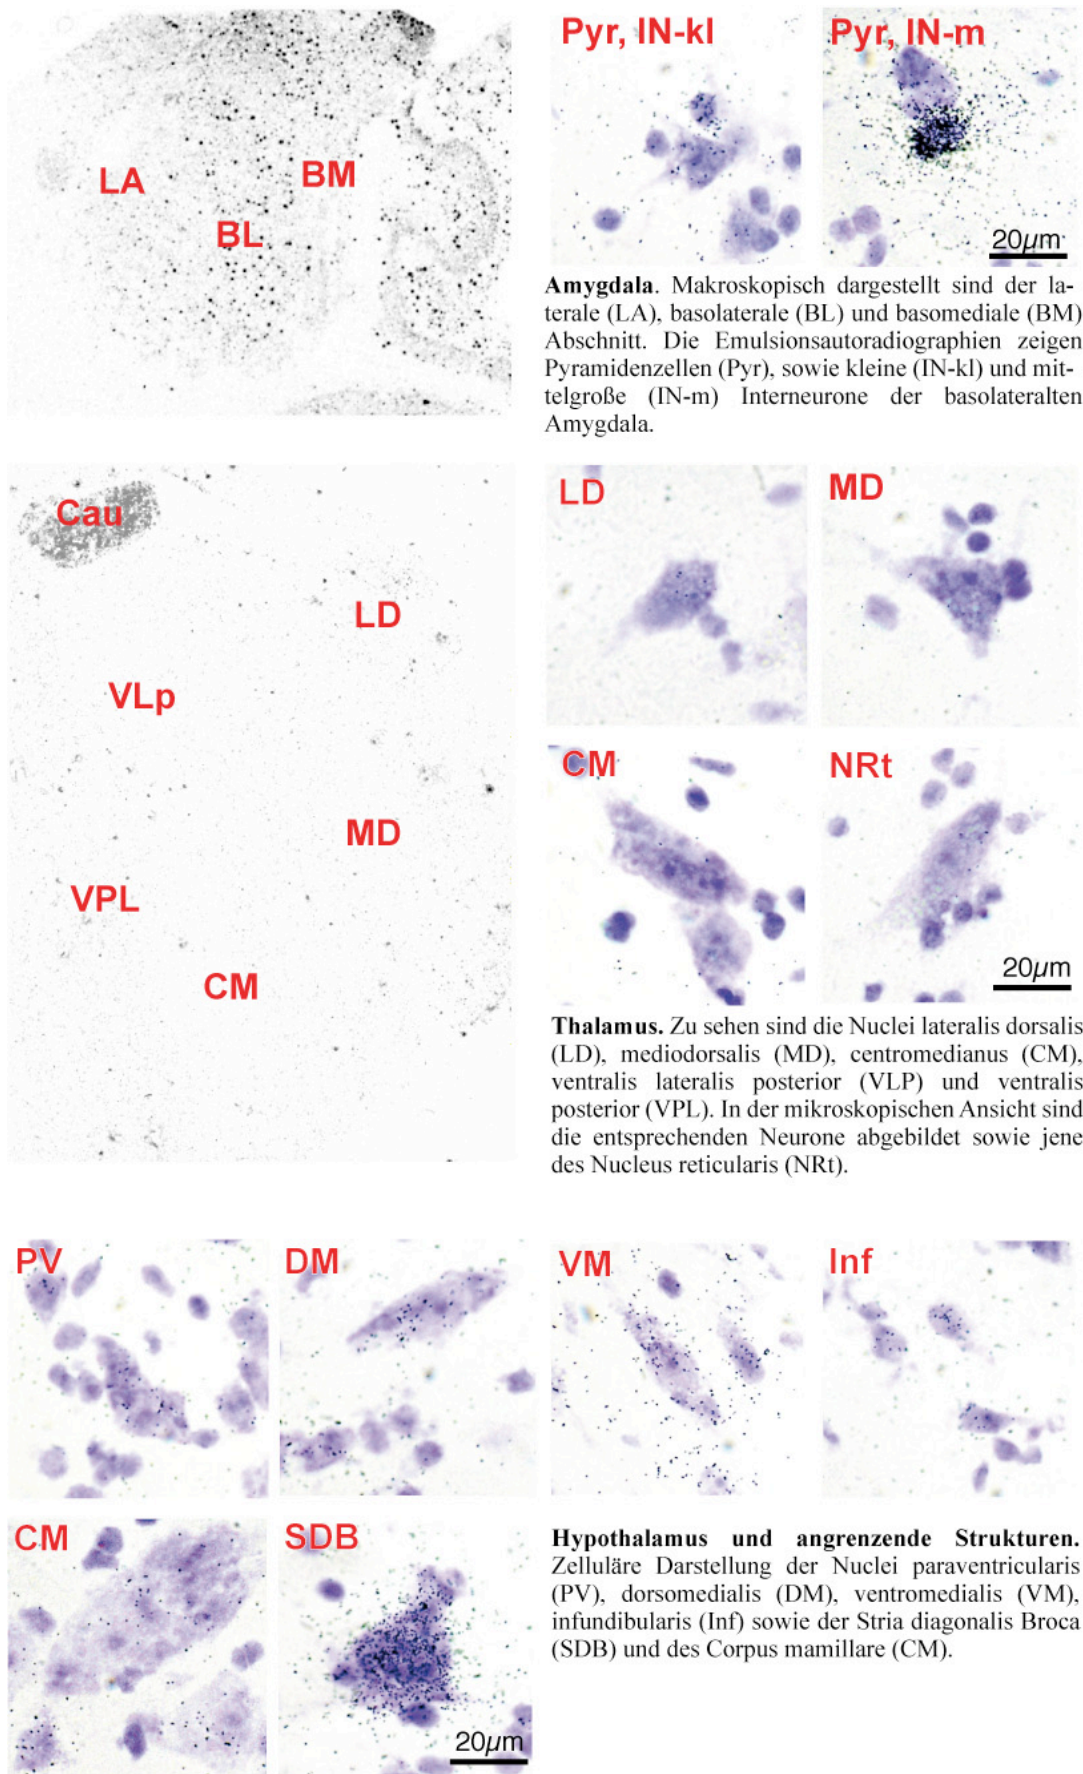 LA
BM
BL
Pyr, IN-kl
Pyr, IN-m
20µm
Amygdala. Makroskopisch dargestellt sind der la-
terale (LA), basolaterale (BL) und basomediale (BM)
Abschnitt. Die Emulsionsautoradiographien zeigen
Pyramidenzellen (Pyr), sowie kleine (IN-kl) und mit-
telgroße (IN-m) Interneurone der basolateralten
Amygdala.
Cau
LD
VLp
MD
VPL
CM
LD
MD
CM
NRt
20µm
Thalamus. Zu sehen sind die Nuclei lateralis dorsalis
(LD), mediodorsalis (MD), centromedianus (CM),
ventralis lateralis posterior (VLP) und ventralis
posterior (VPL). In der mikroskopischen Ansicht sind
die entsprechenden Neurone abgebildet sowie jene
des Nucleus reticularis (NRt).
PV
DM
VM
Inf
CM
SDB
20µm
Hypothalamus und angrenzende Strukturen.
Zelluläre Darstellung der Nuclei paraventricularis
(PV), dorsomedialis (DM), ventromedialis (VM),
infundibularis (Inf) sowie der Stria diagonalis Broca
(SDB) und des Corpus mamillare (CM).